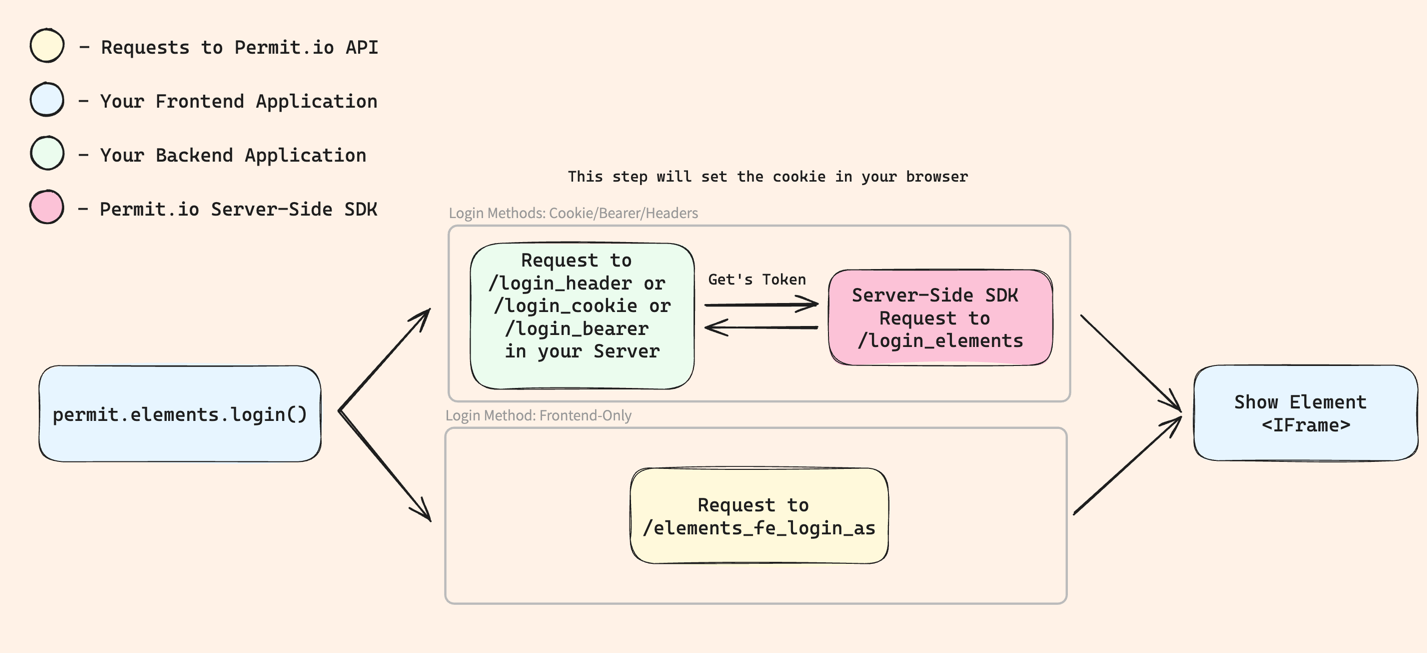 - Requests to Permit.io API
- Your Frontend Application
- Your Backend Application
- Permit.io Server-Side SDK
This step will set the cookie in your browser
Login Methods: Cookie/Bearer/Headers
Request to
/login_header or
/login_cookie or
/login_bearer
in your Server
Get's Token
Server-Side SDK
Request to
/login_elements
permit.elements.login()
Show Element
<IFrame>
Login Method: Frontend-Only
Request to
/elements_fe_login_as